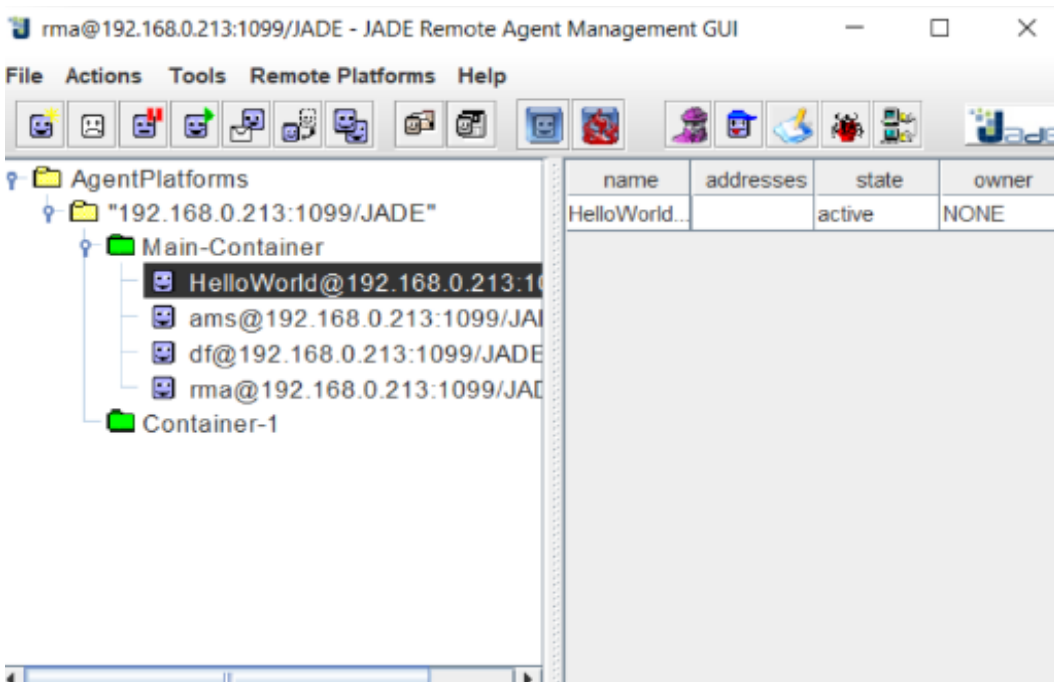 rma@192.168.0.213:1099/JADE - JADE Remote Agent Management GUI
File Actions Tools Remote Platforms Help
Jade
AgentPlatforms
"192.168.0.213:1099/JADE"
Main-Container
HelloWorld@192.168.0.213:10
ams@192.168.0.213:1099/JA
df@192.168.0.213:1099/JADE
rma@192.168.0.213:1099/JAD
Container-1
name addresses state owner
HelloWorld... active NONE